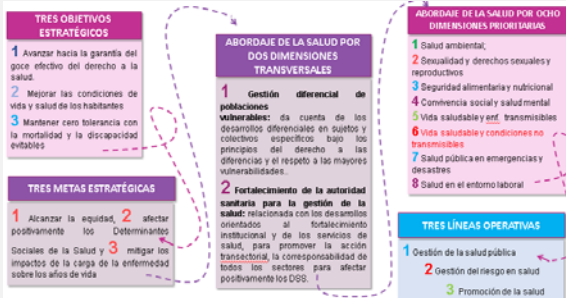 TRES OBJETIVOS
ESTRATÉGICOS
1 Avanzar hacia la garantía del
goce efectivo del derecho a la
salud.
2 Mejorar las condiciones de
vida y salud de los habitantes
3 Mantener cero tolerancia con
la mortalidad y la discapacidad
evitables
TRES METAS ESTRATÉGICAS
1 Alcanzar la equidad, 2 afectar
positivamente los Determinantes
Sociales de la Salud y 3 mitigar los
impactos de la carga de la enfermedad
sobre los años de vida
ABORDAJE DE LA SALUD POR
DOS DIMENSIONES
TRANSVERSALES
1 Gestión diferencial de
poblaciones
vulnerables: da cuenta de los
desarrollos diferenciales en sujetos y
colectivos específicos bajo los
principios del derecho a las
diferencias y el respeto a las mayores
vulnerabilidades..
2 Fortalecimiento de la autoridad
sanitaria para la gestión de la
salud: relacionada con los desarrollos
orientados al fortalecimiento
institucional y de los servicios de
salud, para promover la acción
transectorial, la corresponsabilidad de
todos los sectores para afectar
positivamente los DSS.
ABORDAJE DE LA SALUD POR OCHO
DIMENSIONES PRIORITARIAS
1 Salud ambiental;
2 Sexualidad y derechos sexuales y
reproductivos
3 Seguridad alimentaria y nutricional
4 Convivencia social y salud mental
5 Vida saludable y enf. transmisibles
6 Vida saludable y condiciones no
transmisibles
7 Salud pública en emergencias y
desastres
8 Salud en el entorno laboral
TRES LÍNEAS OPERATIVAS
1 Gestión de la salud pública
2 Gestión del riesgo en salud
3 Promoción de la salud